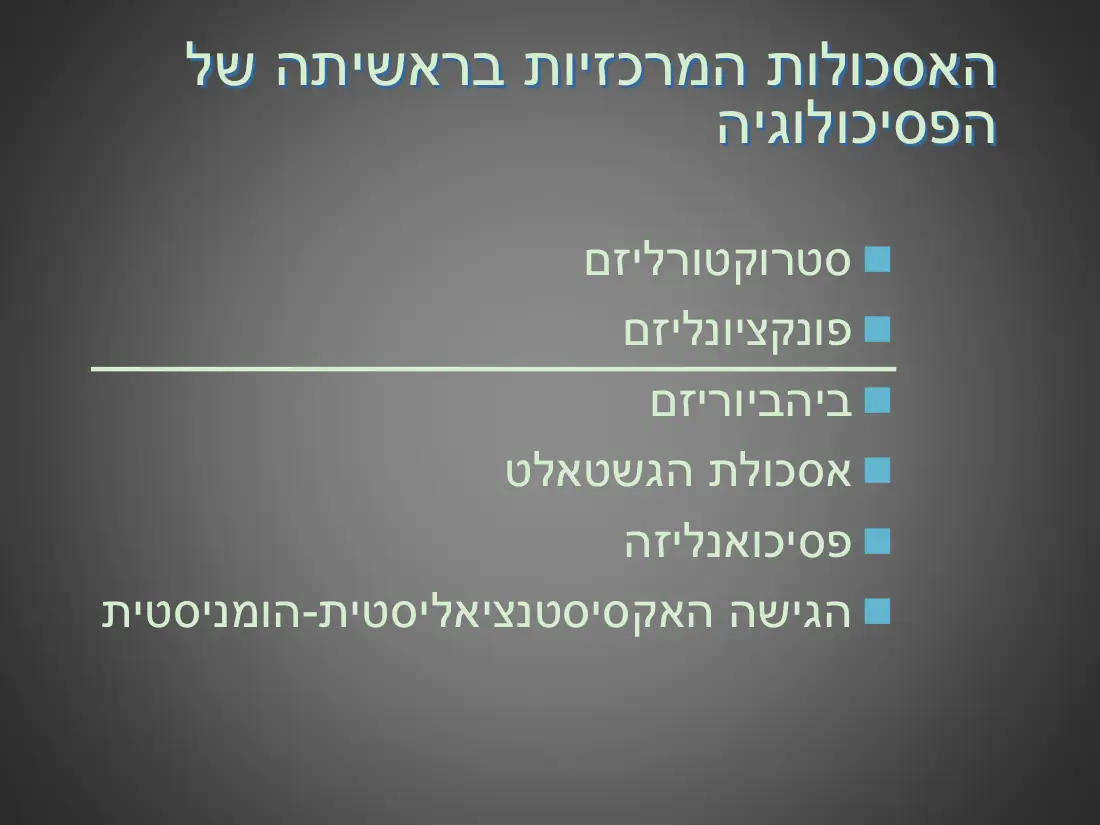 האסכולות המרכזיות בראשיתה של
הפסיכולוגיה
סטרוקטורליזם
פונקציונליזם
ביהביוריזם
אסכולת הגשטאלט
פסיכואנליזה
הגישה האקסיסטנציאליסטית-הומניסטית